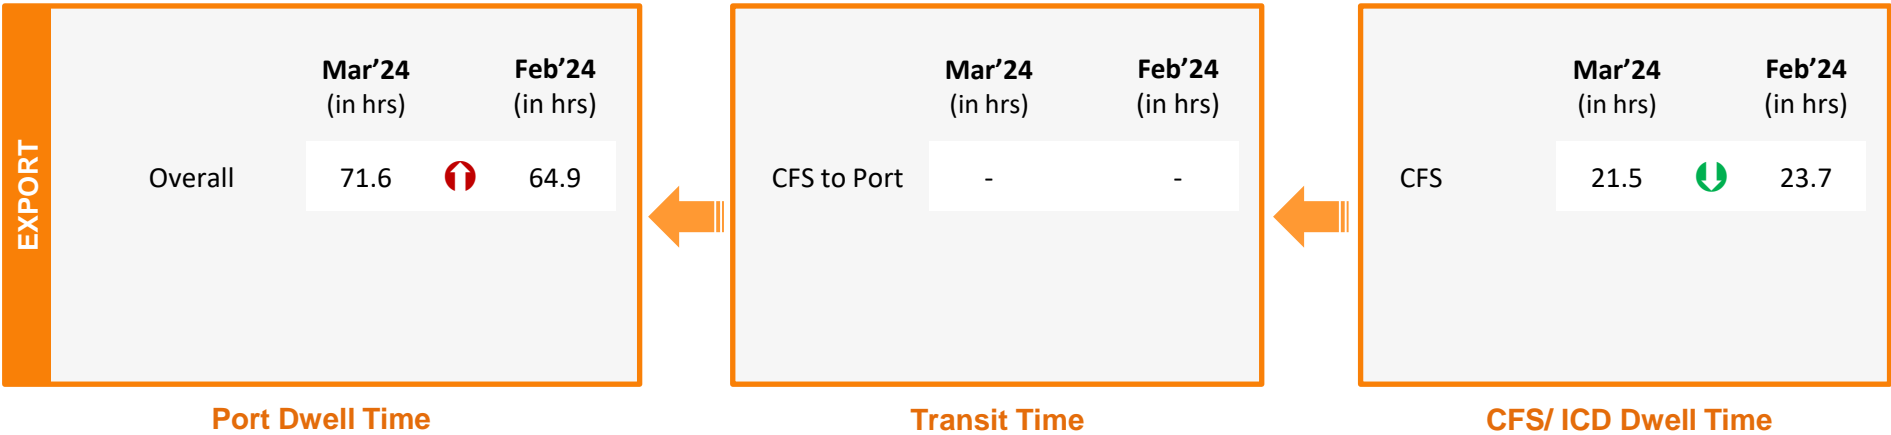 EXPORT
Mar’24 Feb’24
(in hrs) (in hrs)
Overall 71.6 64.9
Port Dwell Time
Mar’24 Feb’24
(in hrs) (in hrs)
CFS to Port - -
Transit Time
Mar’24 Feb’24
(in hrs) (in hrs)
CFS 21.5 23.7
CFS/ ICD Dwell Time